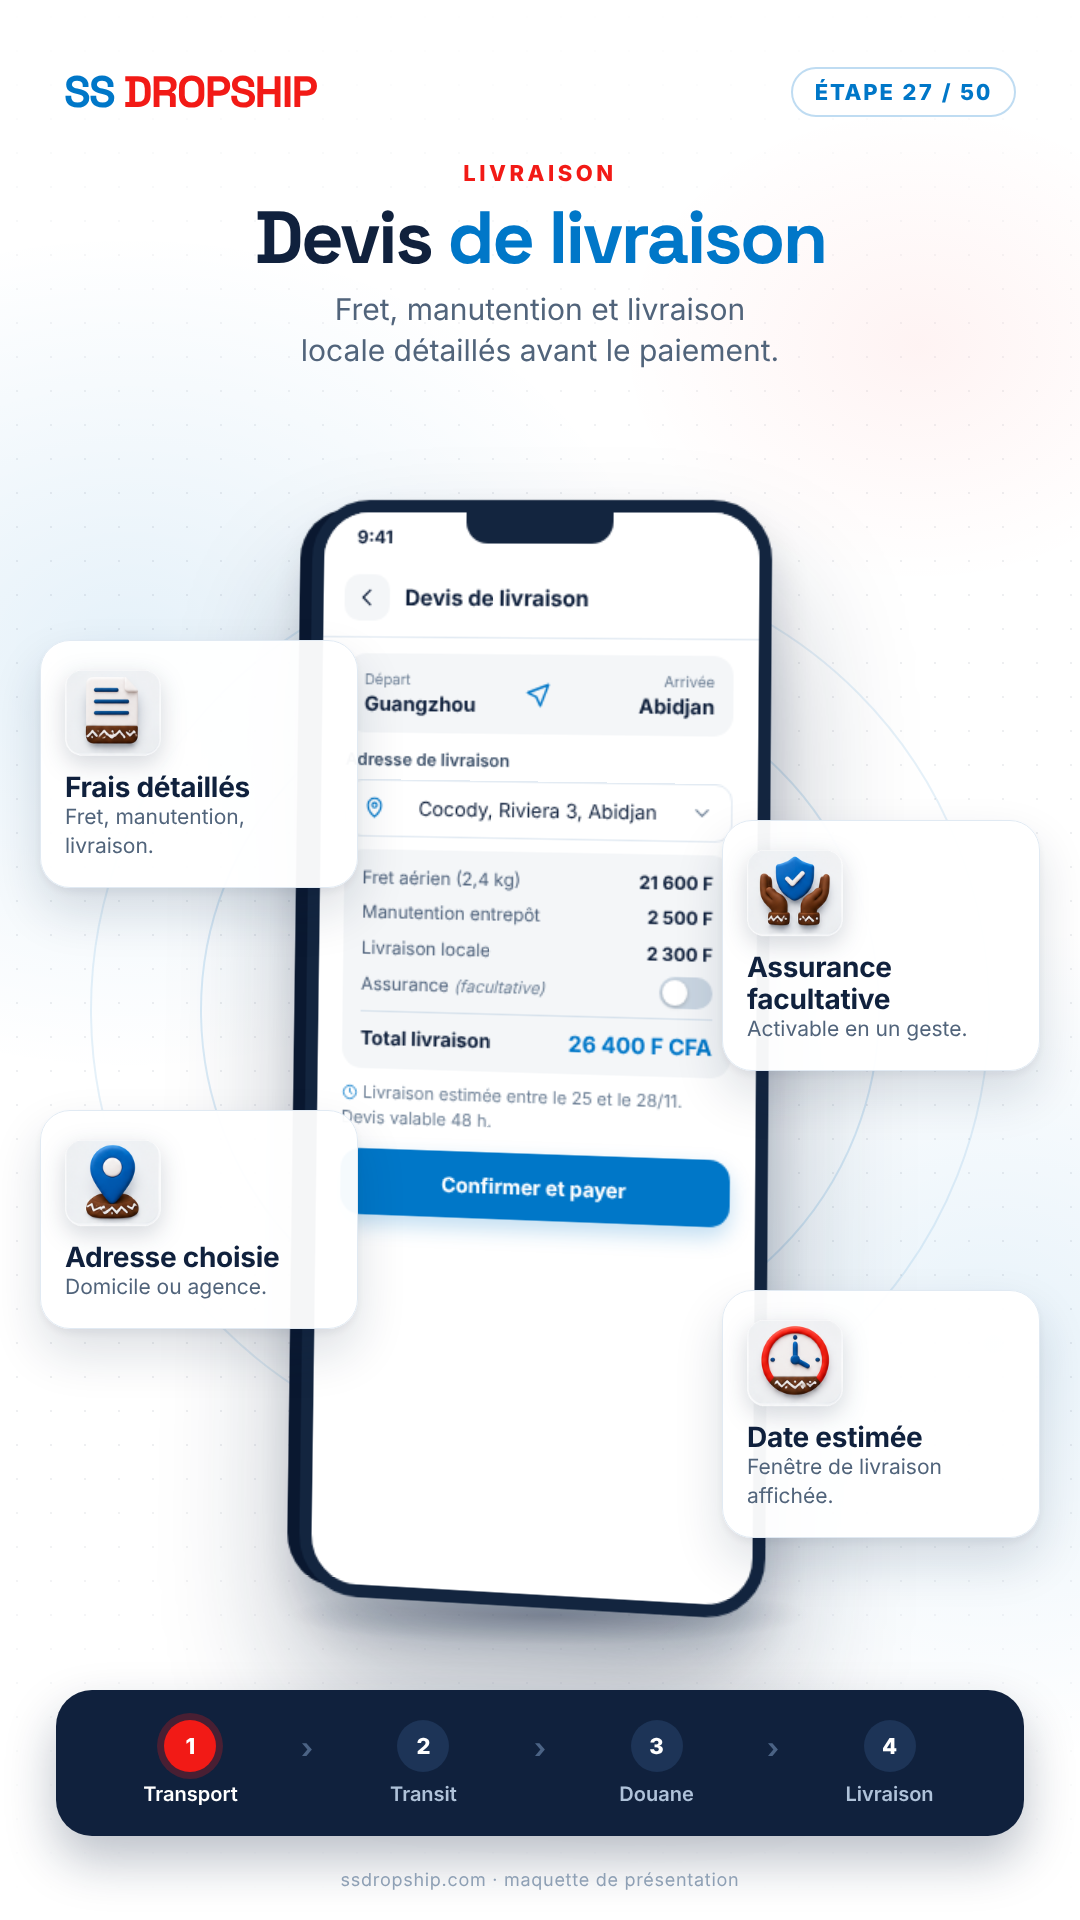 SS DROPSHIP
ÉTAPE 27 / 50
LIVRAISON
Devis de livraison
Fret, manutention et livraison
locale détaillés avant le paiement.
9:41
Devis de livraison
Départ
Arrivée
Guangzhou
Abidjan
dresse de livraison
Cocody, Riviera 3, Abidjan
Fret aérien (2,4 kg)
21 600 F
Manutention entrepôt
2 500 F
Livraison locale
2 300 F
Assurance (facultative)
Total livraison
26 400 F CFA
Livraison estimée entre le 25 et le 28/11.
Devis valable 48 h.
Confirmer et payer
Frais détaillés
Fret, manutention,
livraison.
Assurance
facultative
Activable en un geste.
Adresse choisie
Domicile ou agence.
Date estimée
Fenêtre de livraison
affichée.
1
2
3
4
Transport
Transit
Douane
Livraison
ssdropship.com · maquette de présentation